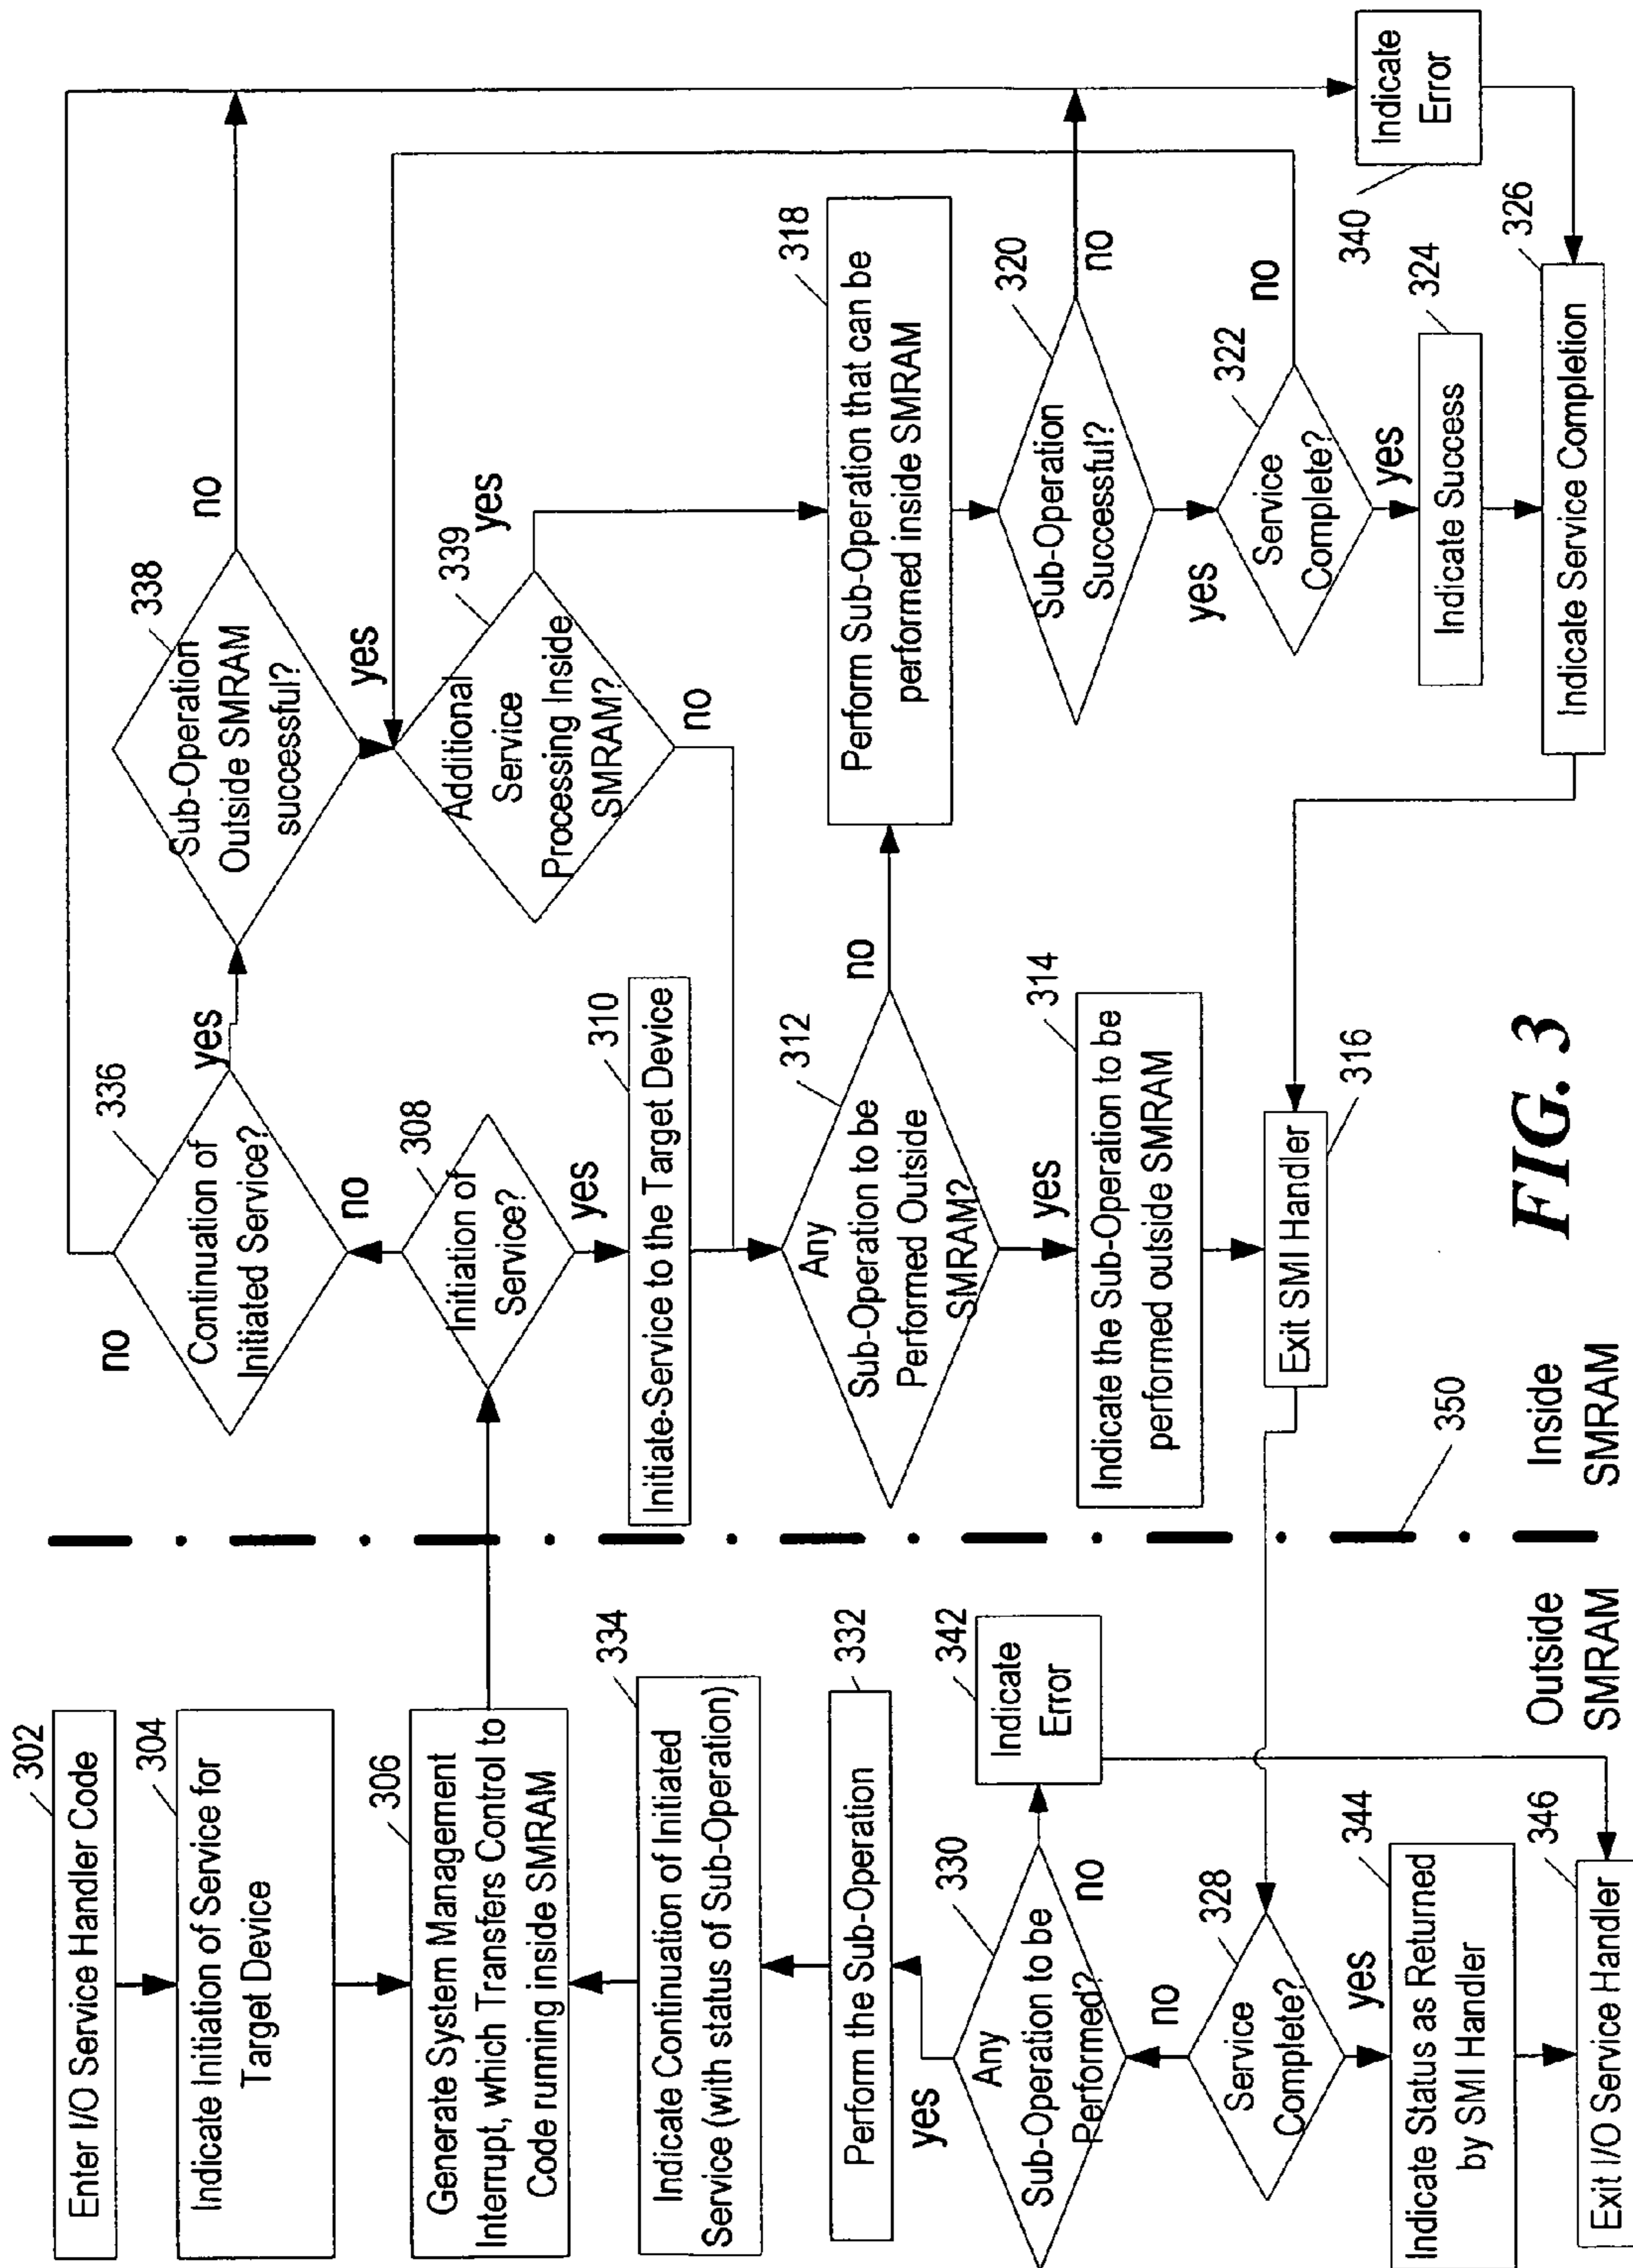 302
Enter I/O Service Handler Code
304
Indicate Initiation of Service for
Target Device
306
Generate System Management
Interrupt, which Transfers Control to
Code running inside SMRAM
334
Indicate Continuation of Initiated
Service (with status of Sub-Operation)
332
Perform the Sub-Operation
yes
330
Any
Sub-Operation to be
Performed?
no
342
Indicate
Error
no
328
Service
Complete?
yes
344
Indicate Status as Returned
by SMI Handler
346
Exit I/O Service Handler
Outside
SMRAM
350
Inside
SMRAM
no
336
Continuation of
Initiated Service?
yes
338
Sub-Operation
Outside SMRAM
successful?
no
yes
no
308
Initiation of
Service?
yes
339
Additional
Service
Processing Inside
SMRAM?
yes
no
310
Initiate-Service to the Target Device
312
Any
Sub-Operation to be
Performed Outside
SMRAM?
no
yes
318
Perform Sub-Operation that can be
performed inside SMRAM
314
Indicate the Sub-Operation to be
performed outside SMRAM
320
Sub-Operation
Successful?
no
yes
322
Service
Complete?
no
yes
324
Indicate Success
340
Indicate
Error
326
Indicate Service Completion
316
Exit SMI Handler
FIG. 3